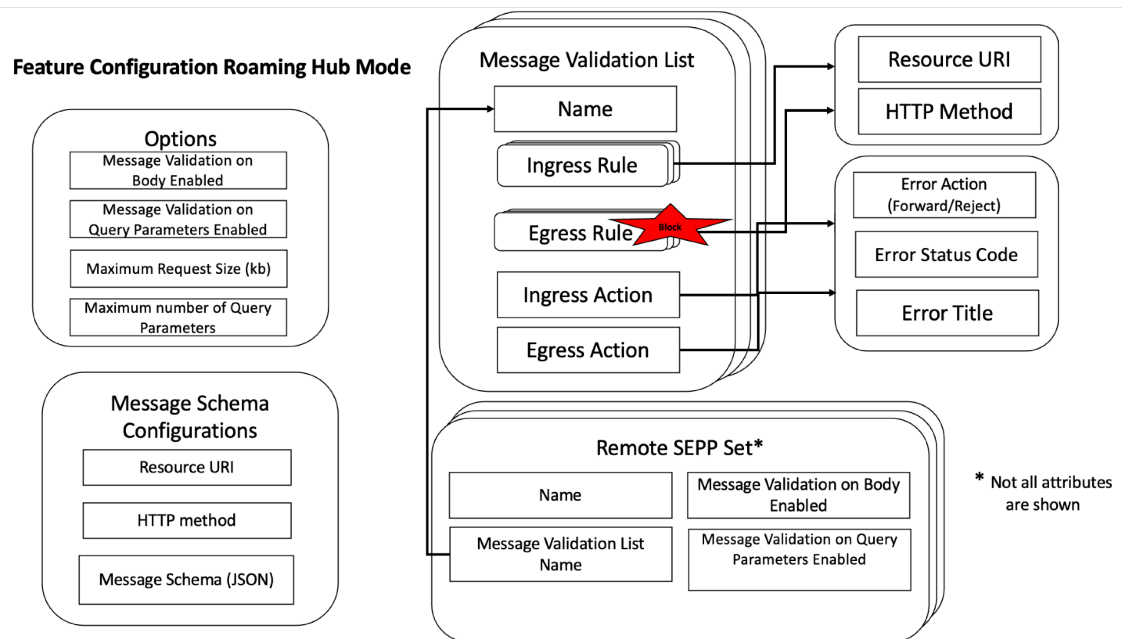 Feature Configuration Roaming Hub Mode
Options
Message Validation on
Body Enabled
Message Validation on
Query Parameters Enabled
Maximum Request Size (kb)
Maximum number of Query
Parameters
Message Schema
Configurations
Resource URI
HTTP method
Message Schema (JSON)
Message Validation List
Name
Ingress Rule
Egress Rule
Block
Ingress Action
Egress Action
Resource URI
HTTP Method
Error Action
(Forward/Reject)
Error Status Code
Error Title
Remote SEPP Set*
Name
Message Validation on Body
Enabled
Message Validation List
Name
Message Validation on Query
Parameters Enabled
* Not all attributes
are shown